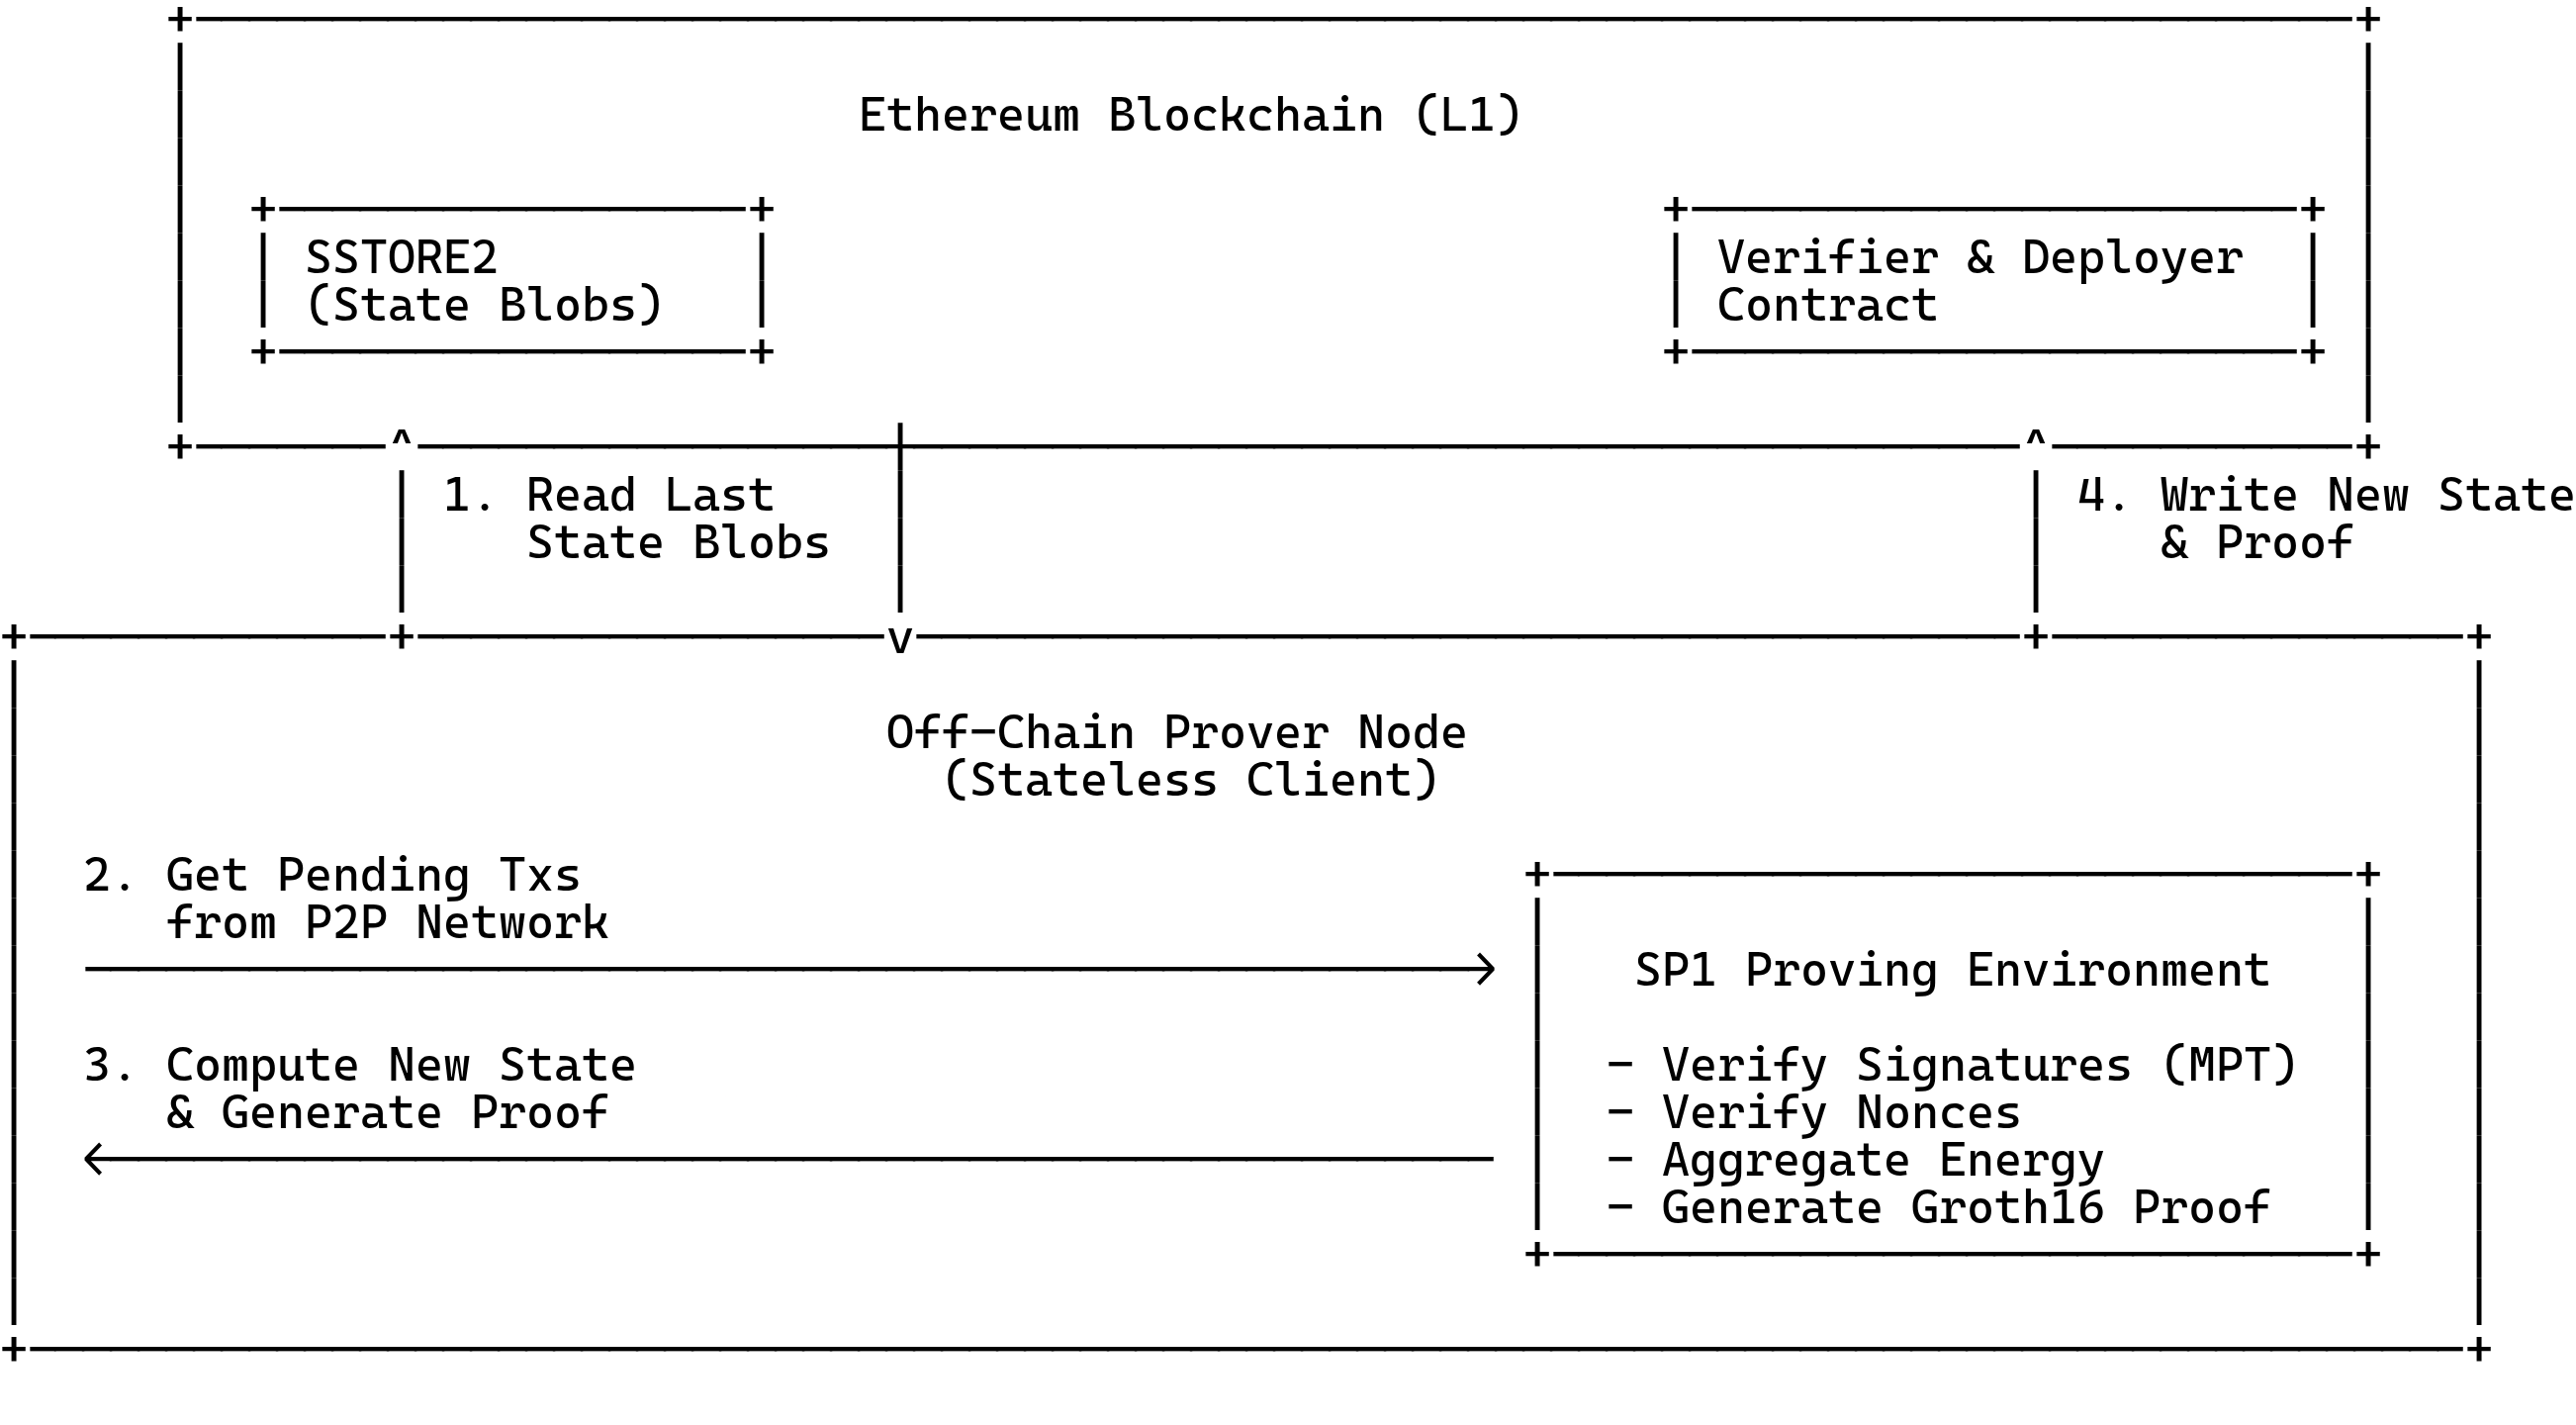 Ethereum Blockchain (L1)
SSTORE2
(State Blobs)
Verifier & Deployer
Contract
1. Read Last
State Blobs
4. Write New State
& Proof
Off-Chain Prover Node
(Stateless Client)
2. Get Pending Txs
from P2P Network
3. Compute New State
& Generate Proof
SP1 Proving Environment
- Verify Signatures (MPT)
- Verify Nonces
- Aggregate Energy
- Generate Groth16 Proof